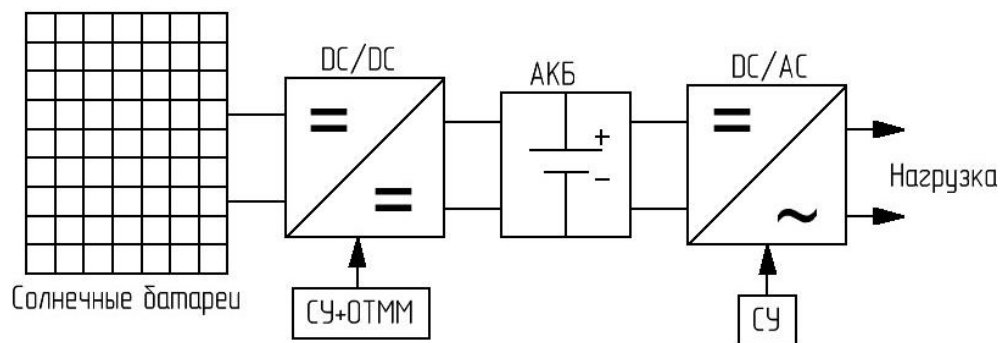 DC/DC
АКБ
DC/AC
+
-
Нагрузка
Солнечные батареи
СУ+ОТММ
СУ